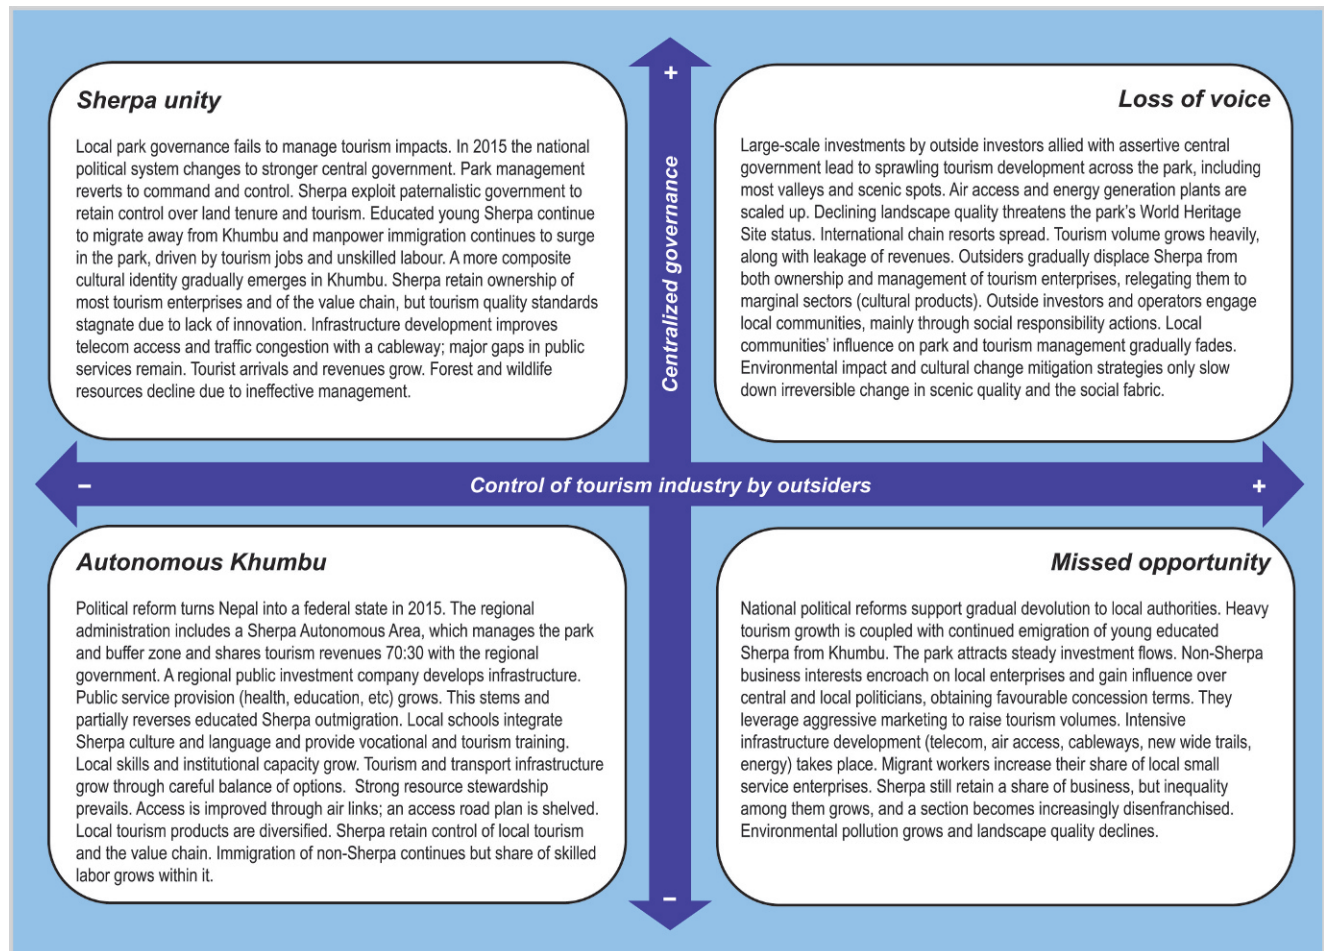 Sherpa unity
Local park governance fails to manage tourism impacts. In 2015 the national
political system changes to stronger central government. Park management
reverts to command and control. Sherpa exploit paternalistic government to
retain control over land tenure and tourism. Educated young Sherpa continue
to migrate away from Khumbu and manpower immigration continues to surge
in the park, driven by tourism jobs and unskilled labour. A more composite
cultural identity gradually emerges in Khumbu. Sherpa retain ownership of
most tourism enterprises and of the value chain, but tourism quality standards
stagnate due to lack of innovation. Infrastructure development improves
telecom access and traffic congestion with a cableway; major gaps in public
services remain. Tourist arrivals and revenues grow. Forest and wildlife
resources decline due to ineffective management.
+
Centralized governance
Loss of voice
Large-scale investments by outside investors allied with assertive central
government lead to sprawling tourism development across the park, including
most valleys and scenic spots. Air access and energy generation plants are
scaled up. Declining landscape quality threatens the park's World Heritage
Site status. International chain resorts spread. Tourism volume grows heavily,
along with leakage of revenues. Outsiders gradually displace Sherpa from
both ownership and management of tourism enterprises, relegating them to
marginal sectors (cultural products). Outside investors and operators engage
local communities, mainly through social responsibility actions. Local
communities' influence on park and tourism management gradually fades.
Environmental impact and cultural change mitigation strategies only slow
down irreversible change in scenic quality and the social fabric.
– Control of tourism industry by outsiders +
Autonomous Khumbu
Political reform turns Nepal into a federal state in 2015. The regional
administration includes a Sherpa Autonomous Area, which manages the park
and buffer zone and shares tourism revenues 70:30 with the regional
government. A regional public investment company develops infrastructure.
Public service provision (health, education, etc) grows. This stems and
partially reverses educated Sherpa outmigration. Local schools integrate
Sherpa culture and language and provide vocational and tourism training.
Local skills and institutional capacity grow. Tourism and transport infrastructure
grow through careful balance of options. Strong resource stewardship
prevails. Access is improved through air links; an access road plan is shelved.
Local tourism products are diversified. Sherpa retain control of local tourism
and the value chain. Immigration of non-Sherpa continues but share of skilled
labor grows within it.
Missed opportunity
National political reforms support gradual devolution to local authorities. Heavy
tourism growth is coupled with continued emigration of young educated
Sherpa from Khumbu. The park attracts steady investment flows. Non-Sherpa
business interests encroach on local enterprises and gain influence over
central and local politicians, obtaining favourable concession terms. They
leverage aggressive marketing to raise tourism volumes. Intensive
infrastructure development (telecom, air access, cableways, new wide trails,
energy) takes place. Migrant workers increase their share of local small
service enterprises. Sherpa still retain a share of business, but inequality
among them grows, and a section becomes increasingly disenfranchised.
Environmental pollution grows and landscape quality declines.
–